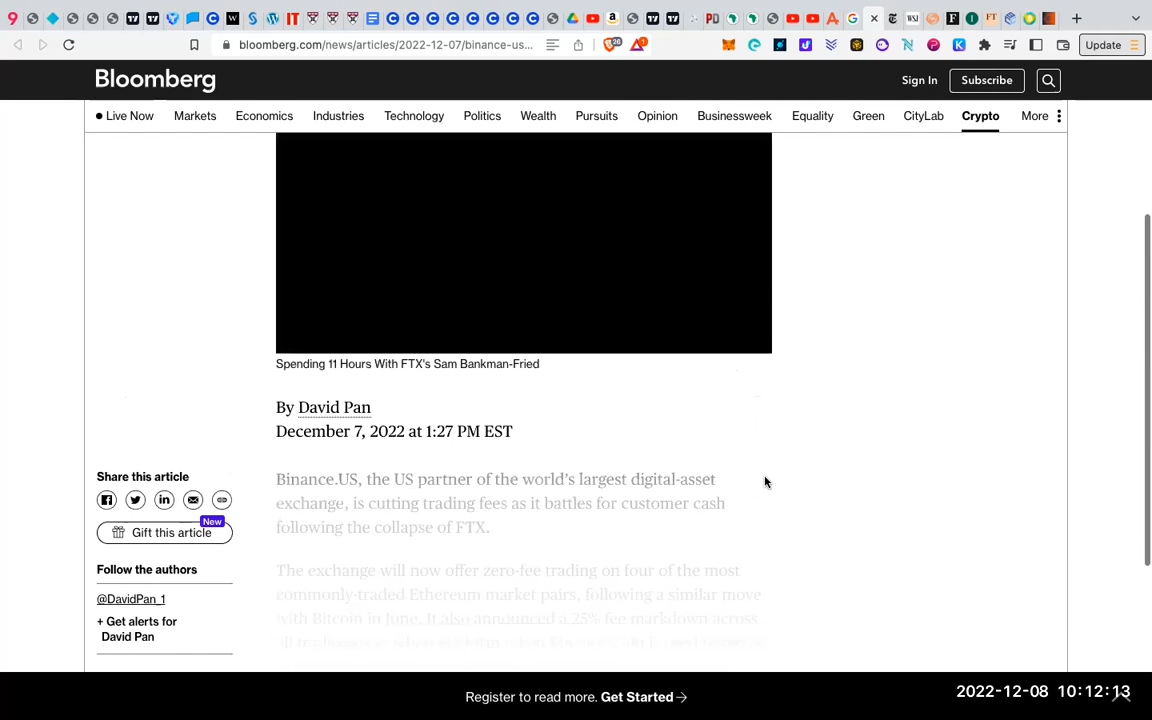 bloomberg.com/news/articles/2022-12-07/binance-us...
Update
Bloomberg
Sign In
Subscribe
Live Now
Markets
Economics
Industries
Technology
Politics
Wealth
Pursuits
Opinion
Businessweek
Equality
Green
CityLab
Crypto
More
Spending 11 Hours With FTX's Sam Bankman-Fried
By David Pan
December 7, 2022 at 1:27 PM EST
Share this article
New
Gift this article
Follow the authors
@DavidPan_1
+ Get alerts for
David Pan
Binance.US, the US partner of the world's largest digital-asset
exchange, is cutting trading fees as it battles for customer cash
following the collapse of FTX.
The exchange will now offer zero-fee trading on four of the most
commonly-traded Ethereum market pairs, following a similar move
with Bitcoin in June. It also announced a 25% fee markdown across
Register to read more. Get Started
2022-12-08 10:12:13